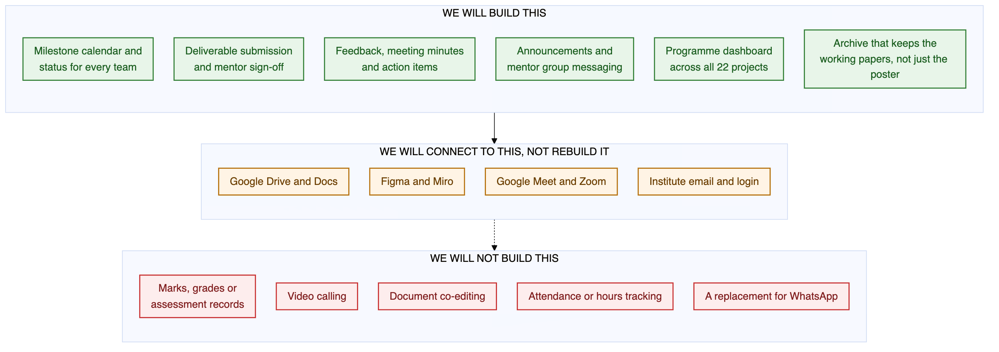 WE WILL BUILD THIS
Milestone calendar and
status for every team
Deliverable submission
and mentor sign-off
Feedback, meeting minutes
and action items
Announcements and
mentor group messaging
Programme dashboard
across all 22 projects
Archive that keeps the
working papers, not just the
poster
WE WILL CONNECT TO THIS, NOT REBUILD IT
Google Drive and Docs
Figma and Miro
Google Meet and Zoom
Institute email and login
WE WILL NOT BUILD THIS
Marks, grades or
assessment records
Video calling
Document co-editing
Attendance or hours tracking
A replacement for WhatsApp